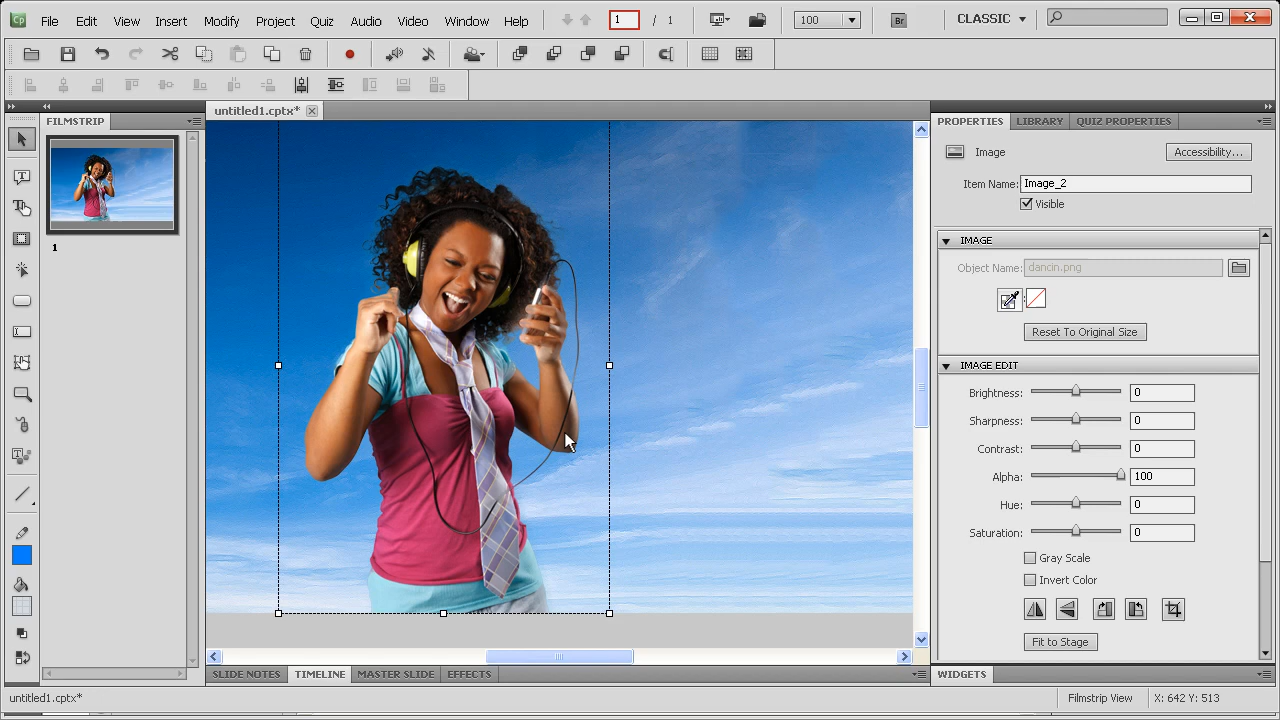 Cp File Edit View Insert Modify Project Quiz Audio Video Window Help 1 / 1 100 Br CLASSIC
untitled1.cptx*
FILMSTRIP
1
PROPERTIES LIBRARY QUIZ PROPERTIES
Image Accessibility...
Item Name: Image_2
Visible
IMAGE
Object Name: dancin.png
Reset To Original Size
IMAGE EDIT
Brightness: 0
Sharpness: 0
Contrast: 0
Alpha: 100
Hue: 0
Saturation: 0
Gray Scale
Invert Color
Fit to Stage
SLIDE NOTES TIMELINE MASTER SLIDE EFFECTS WIDGETS
untitled1.cptx* Filmstrip View X: 642 Y: 513